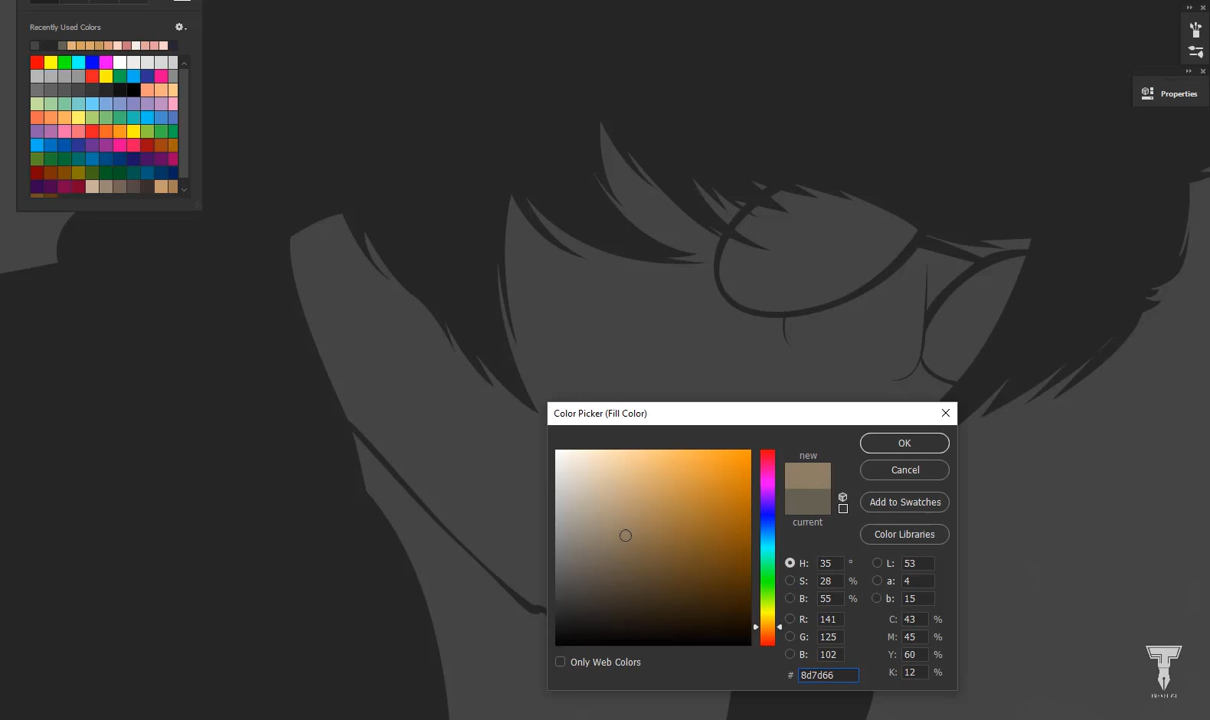 Recently Used Colors
Properties
Color Picker (Fill Color)
new
current
OK
Cancel
Add to Swatches
Color Libraries
H: 35 °
S: 28 %
B: 55 %
R: 141
G: 125
B: 102
# 8d7d66
L: 53
a: 4
b: 15
C: 43 %
M: 45 %
Y: 60 %
K: 12 %
Only Web Colors